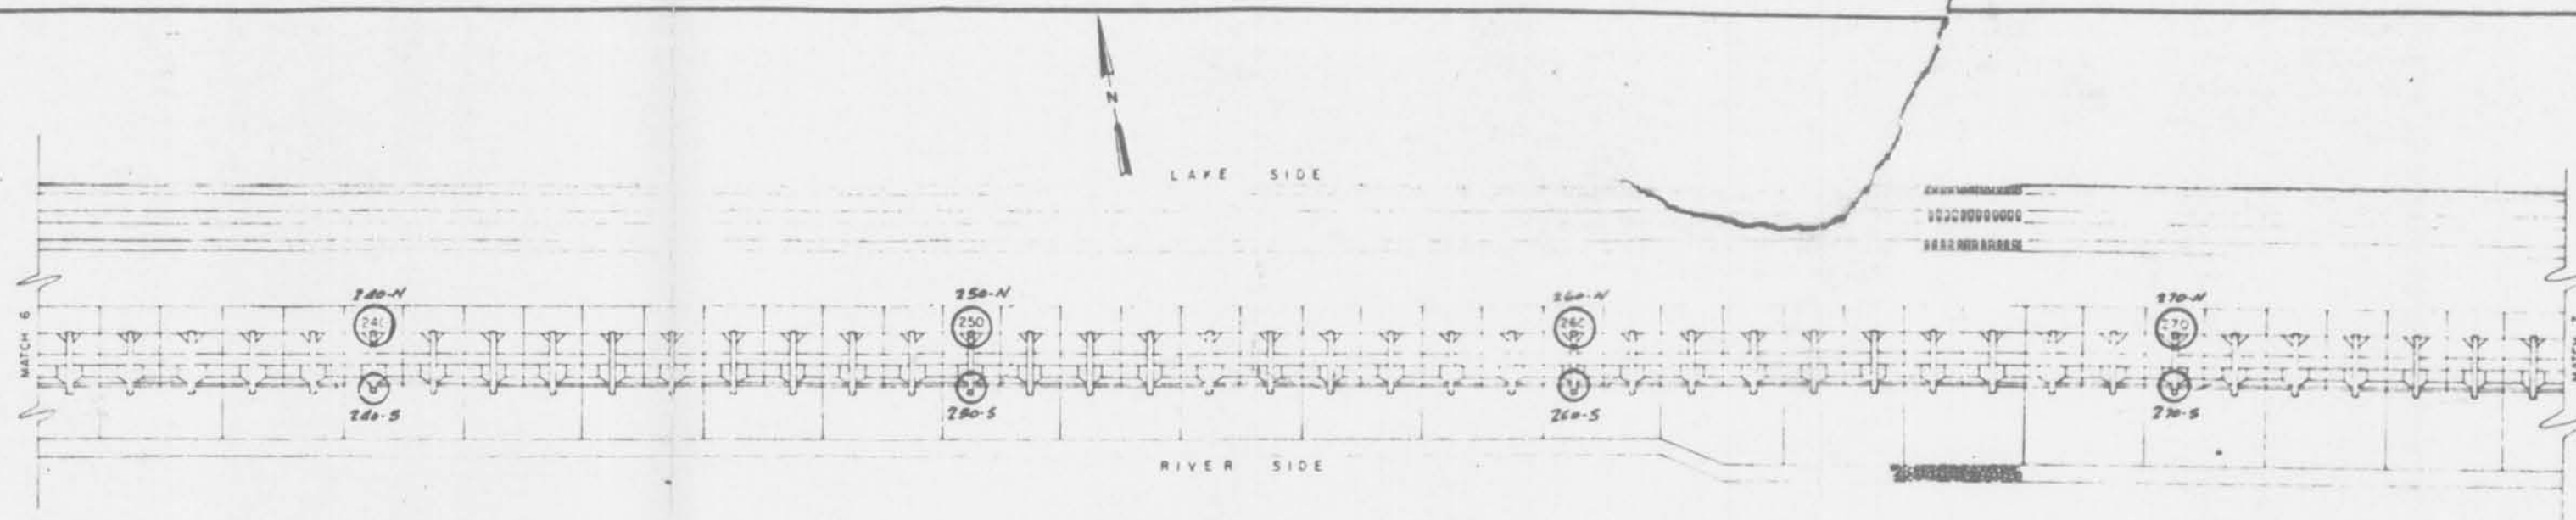 N
LAKE SIDE
MATCH 6
240-N
250-N
260-N
270-N
240
250
260
270
240-S
250-S
260-S
270-S
RIVER SIDE